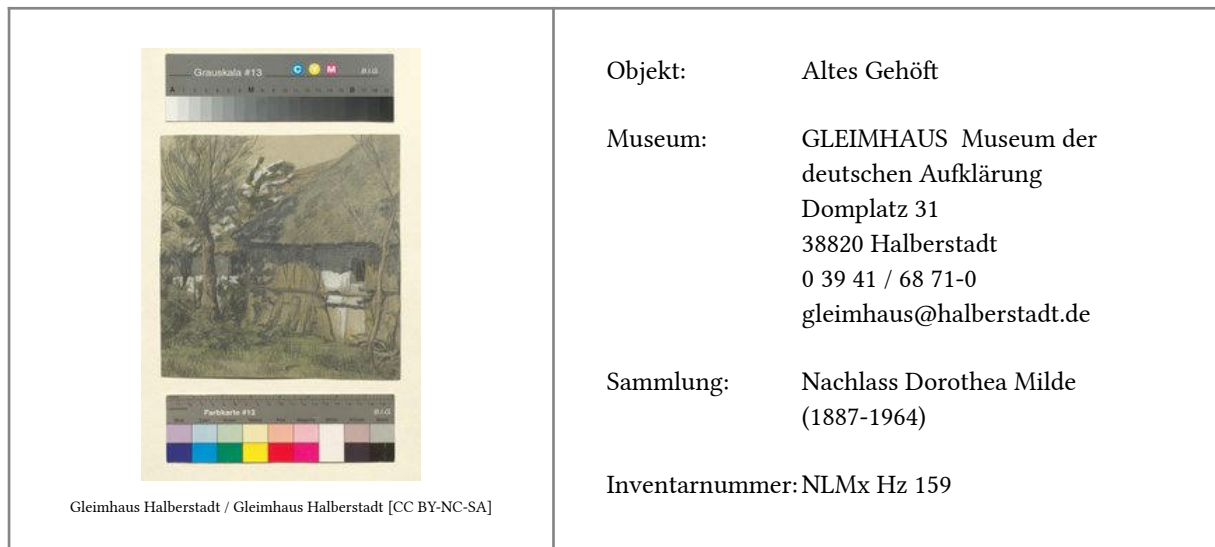 Grauskala #13 C Y M B.I.G.
A M B
Farbkarte #13 B.I.G.
Gleimhaus Halberstadt / Gleimhaus Halberstadt [CC BY-NC-SA]
Objekt: Altes Gehöft
Museum: GLEIMHAUS Museum der
deutschen Aufklärung
Domplatz 31
38820 Halberstadt
0 39 41 / 68 71-0
gleimhaus@halberstadt.de
Sammlung: Nachlass Dorothea Milde
(1887-1964)
Inventarnummer: NLMx Hz 159